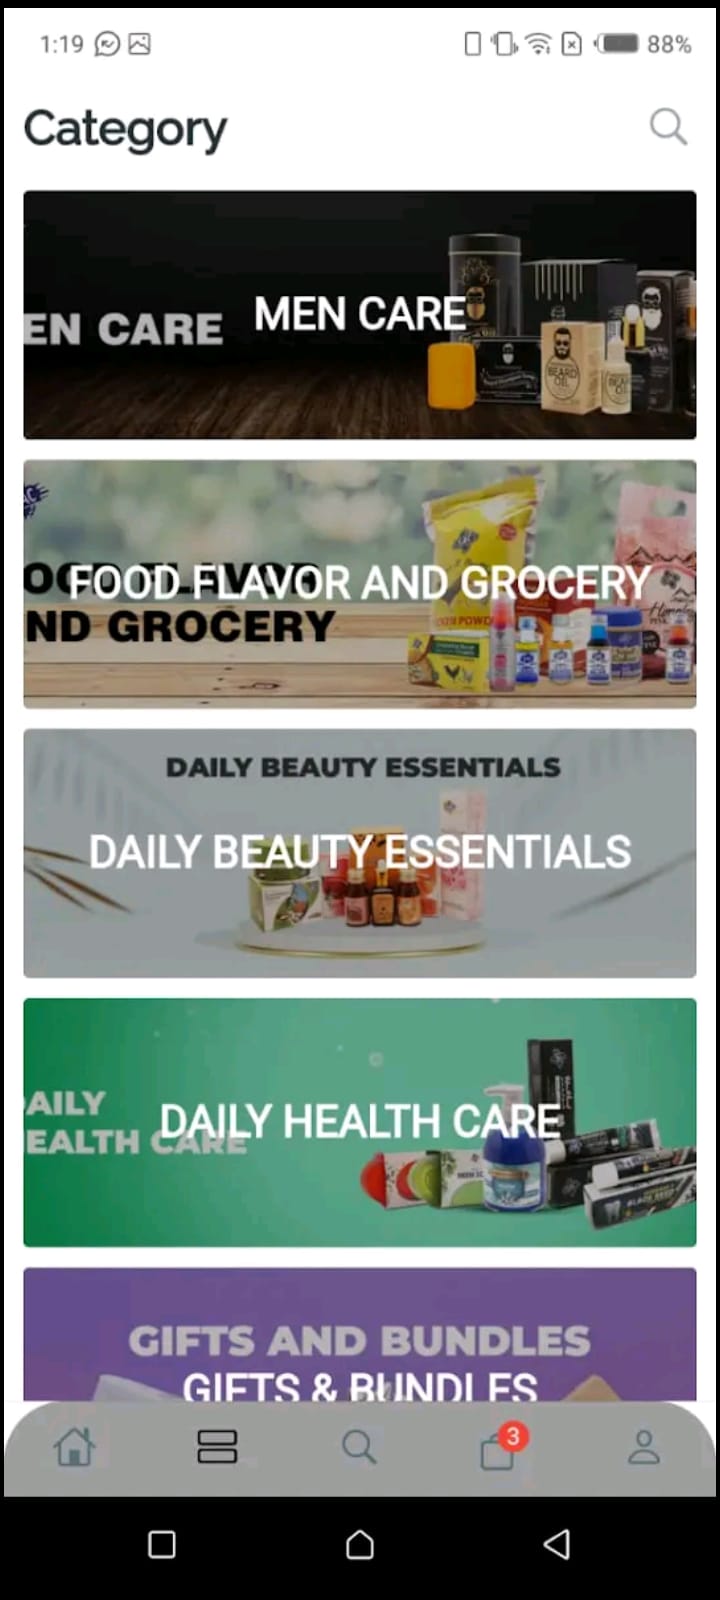 1:19
88%
Category
EN CARE
MEN CARE
BEARD OIL
FOOD FLAVOR AND GROCERY
ND GROCERY
DAILY BEAUTY ESSENTIALS
DAILY BEAUTY ESSENTIALS
AILY
EALTH CARE
DAILY HEALTH CARE
GIFTS AND BUNDLES
GIFTS & BUNDLES
3